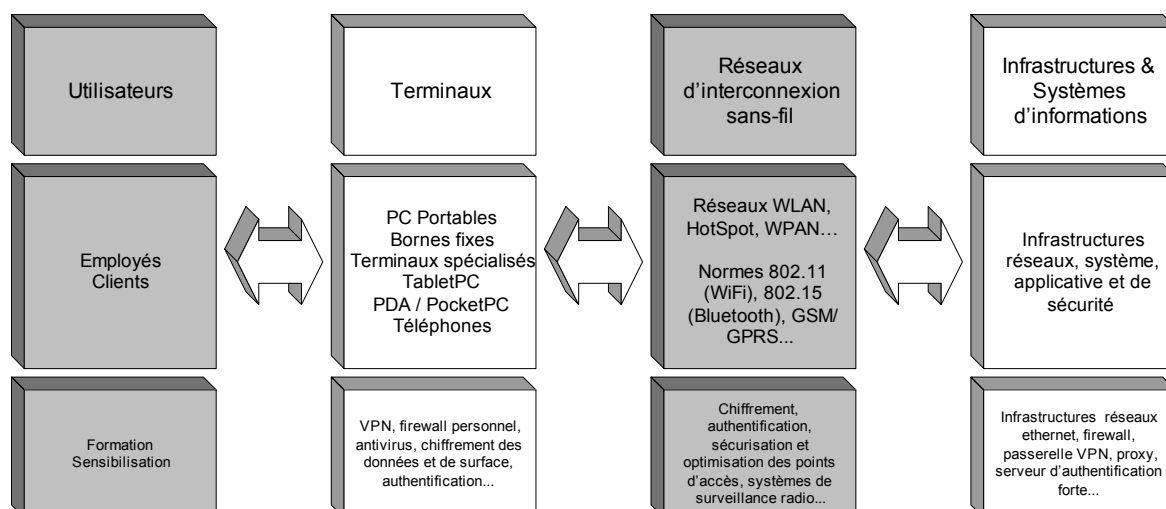 Utilisateurs
Terminaux
Réseaux
d'interconnexion
sans-fil
Infrastructures &
Systèmes
d'informations
Employés
Clients
PC Portables
Bornes fixes
Terminaux spécialisés
TabletPC
PDA / PocketPC
Téléphones
Réseaux WLAN,
HotSpot, WPAN…
Normes 802.11
(WiFi), 802.15
(Bluetooth), GSM/
GPRS...
Infrastructures
réseaux, système,
applicative et de
sécurité
Formation
Sensibilisation
VPN, firewall personnel,
antivirus, chiffrement des
données et de surface,
authentification...
Chiffrement,
authentification,
sécurisation et
optimisation des points
d'accès, systèmes de
surveillance radio...
Infrastructures réseaux
ethernet, firewall,
passerelle VPN, proxy,
serveur d'authentification
forte...